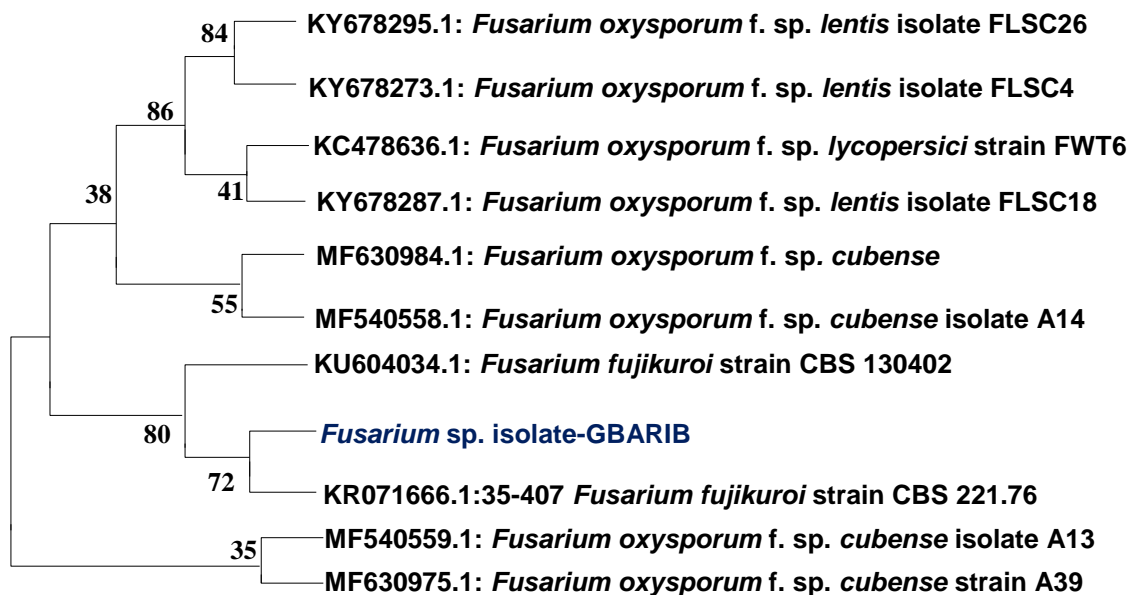 84
KY678295.1: Fusarium oxysporum f. sp. lentis isolate FLSC26
KY678273.1: Fusarium oxysporum f. sp. lentis isolate FLSC4
86
KC478636.1: Fusarium oxysporum f. sp. lycopersici strain FWT6
41
38
KY678287.1: Fusarium oxysporum f. sp. lentis isolate FLSC18
MF630984.1: Fusarium oxysporum f. sp. cubense
55
MF540558.1: Fusarium oxysporum f. sp. cubense isolate A14
KU604034.1: Fusarium fujikuroi strain CBS 130402
80
Fusarium sp. isolate-GBARIB
72
KR071666.1:35-407 Fusarium fujikuroi strain CBS 221.76
35
MF540559.1: Fusarium oxysporum f. sp. cubense isolate A13
MF630975.1: Fusarium oxysporum f. sp. cubense strain A39